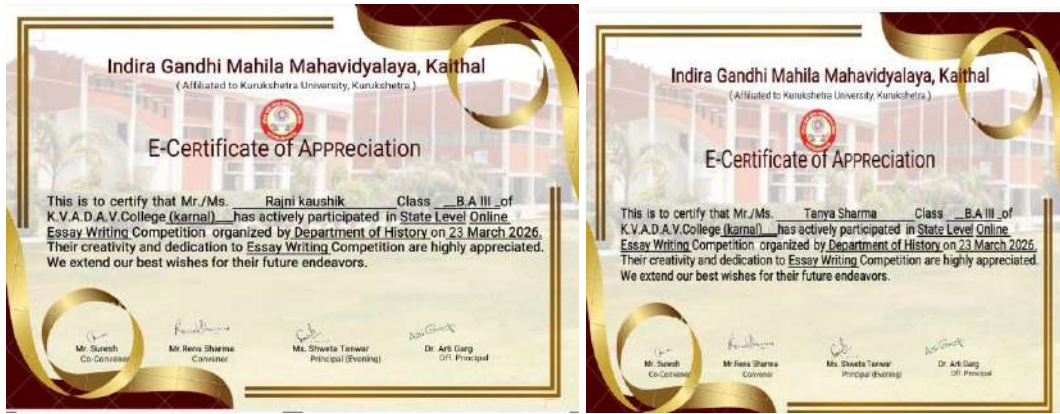 Indira Gandhi Mahila Mahavidyalaya, Kaithal
( Affiliated to Kurukshetra University, Kurukshetra )
E-Certificate of Appreciation
This is to certify that Mr./Ms. Rajni kaushik Class __B.A III _of
K.V.A.D.A.V.College (karnal)___has actively participated in State Level Online
Essay Writing Competition organized by Department of History on 23 March 2026.
Their creativity and dedication to Essay Writing Competition are highly appreciated.
We extend our best wishes for their future endeavors.
Mr. Suresh
Co-Convener
Mr.Rens Sharma
Convener
Ms. Shweta Tanwar
Principal (Evening)
Dr. Arti Garg
Off. Principal
Indira Gandhi Mahila Mahavidyalaya, Kaithal
( Affiliated to Kurukshetra University, Kurukshetra )
E-Certificate of Appreciation
This is to certify that Mr./Ms. Tanya Sharma Class __B.A III _of
K.V.A.D.A.V.College (karnal)___has actively participated in State Level Online
Essay Writing Competition organized by Department of History on 23 March 2026.
Their creativity and dedication to Essay Writing Competition are highly appreciated.
We extend our best wishes for their future endeavors.
Mr. Suresh
Co-Convener
Mr.Rens Sharma
Convener
Ms. Shweta Tanwar
Principal (Evening)
Dr. Arti Garg
Off. Principal